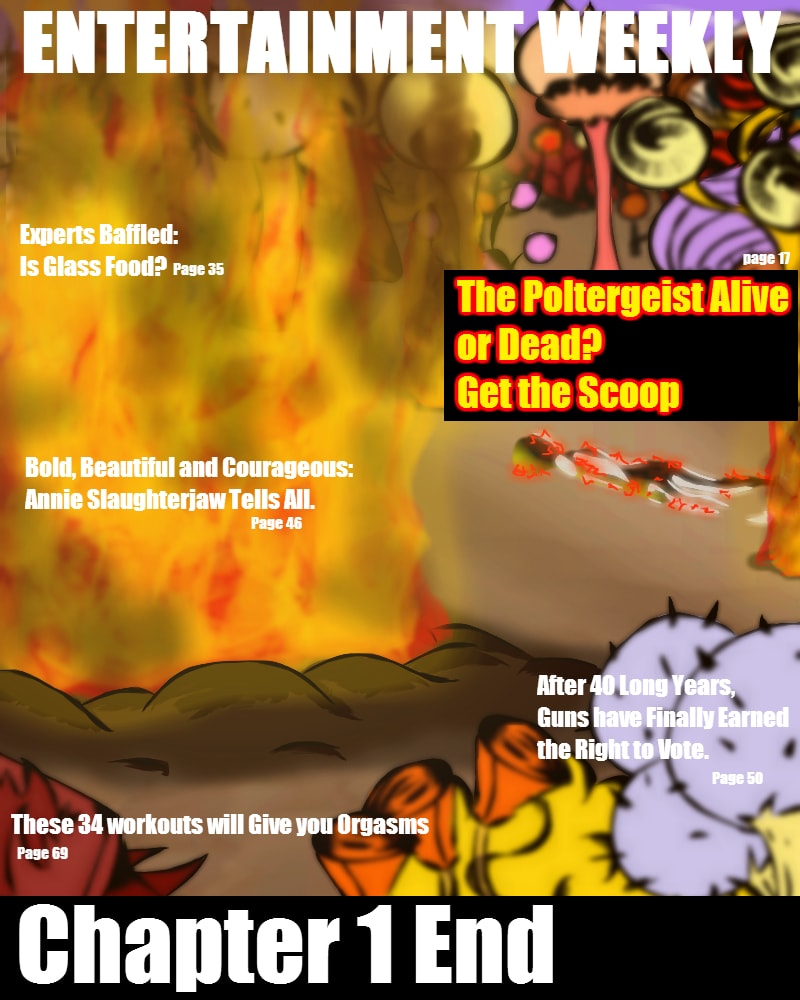 ENTERTAINMENT WEEKLY
Experts Baffled:
Is Glass Food? Page 35
page 17
The Poltergeist Alive
or Dead?
Get the Scoop
Bold, Beautiful and Courageous:
Annie Slaughterjaw Tells All.
Page 46
After 40 Long Years,
Guns have Finally Earned
the Right to Vote.
Page 50
These 34 workouts will Give you Orgasms
Page 69
Chapter 1 End